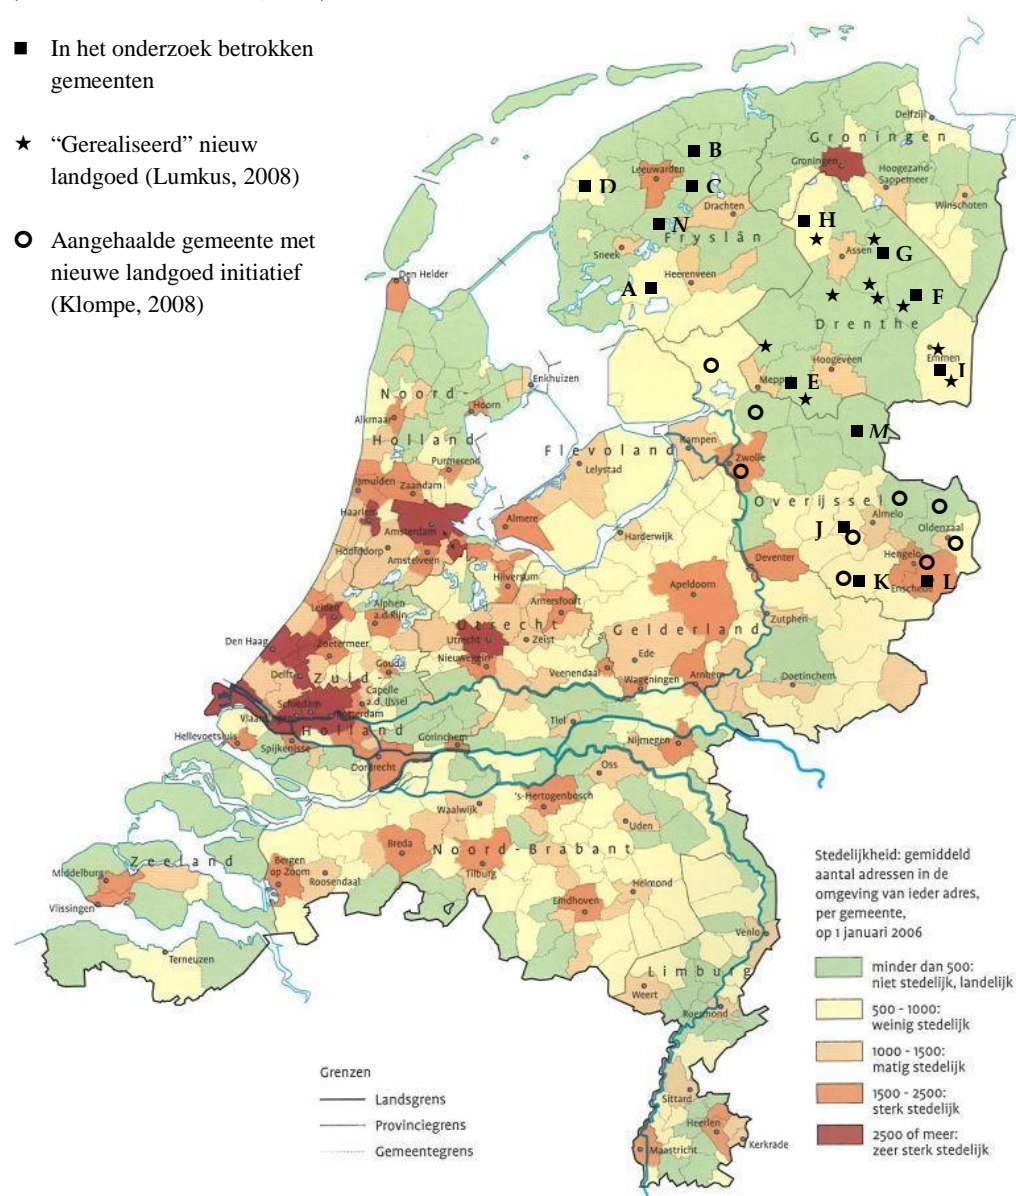 In het onderzoek betrokken
gemeenten
“Gerealiseerd” nieuw
landgoed (Lumkus, 2008)
Aangehaalde gemeente met
nieuwe landgoed initiatief
(Klompe, 2008)
Delfzijl
Groningen
Groningen
Hoogezand-
Sappemeer
Winschoten
B
Leeuwarden
D
C
Drachten
H
N
Fryslân
Assen
G
Sneek
Heerenveen
Den Helder
A
F
Drenthe
Emmen
I
Hoogeveen
Meppel
E
Enkhuizen
Noord-
Holland
Hoorn
Alkmaar
M
Kampen
Flevoland
Zwolle
Purmerend
Lelystad
IJmuiden
Zaandam
Overijssel
Haarlem
Amsterdam
Almere
Harderwijk
J
Almelo
Oldenzaal
Hoofddorp
Amstelveen
Deventer
Hengelo
Hilversum
Apeldoorn
K
Enschede
L
Leiden
Alphen
a.d.Rijn
Amersfoort
Utrecht
Zutphen
Den Haag
Zoetermeer
Utrecht
Zeist
Gelderland
Nieuwegein
Ede
Delft
Zuid-
Gouda
Veenendaal
Wageningen
Arnhem
Doetinchem
Capelle
a.d. IJssel
Schiedam
Rotterdam
Vlaardingen
Holland
Hellevoetsluis
Spijkenisse
Gorinchem
Tiel
Nijmegen
Dordrecht
Oss
's-Hertogenbosch
Waalwijk
Uden
Zeeland
Breda
Noord-Brabant
Middelburg
Bergen
op Zoom
Roosendaal
Tilburg
Helmond
Vlissingen
Eindhoven
Venlo
Terneuzen
Limburg
Weert
Roermond
Sittard
Heerlen
Kerkrade
Maastricht
Stedelijkheid: gemiddeld
aantal adressen in de
omgeving van ieder adres,
per gemeente,
op 1 januari 2006
minder dan 500:
niet stedelijk, landelijk
500 - 1000:
weinig stedelijk
1000 - 1500:
matig stedelijk
1500 - 2500:
sterk stedelijk
2500 of meer:
zeer sterk stedelijk
Grenzen
Landsgrens
Provinciegrens
Gemeentegrens